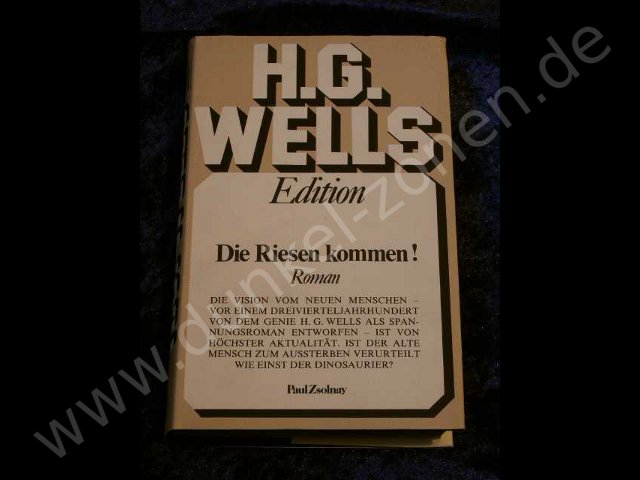 H.G.
WELLS
Edition
Die Riesen kommen!
Roman
DIE VISION VOM NEUEN MENSCHEN –
VOR EINEM DREIVIERTELJAHRHUNDERT
VON DEM GENIE H. G. WELLS ALS SPAN-
NUNGSROMAN ENTWORFEN – IST VON
HÖCHSTER AKTUALITÄT. IST DER ALTE
MENSCH ZUM AUSSTERBEN VERURTEILT
WIE EINST DER DINOSAURIER?
Paul Zsolnay
www.dunkel-zonen.de